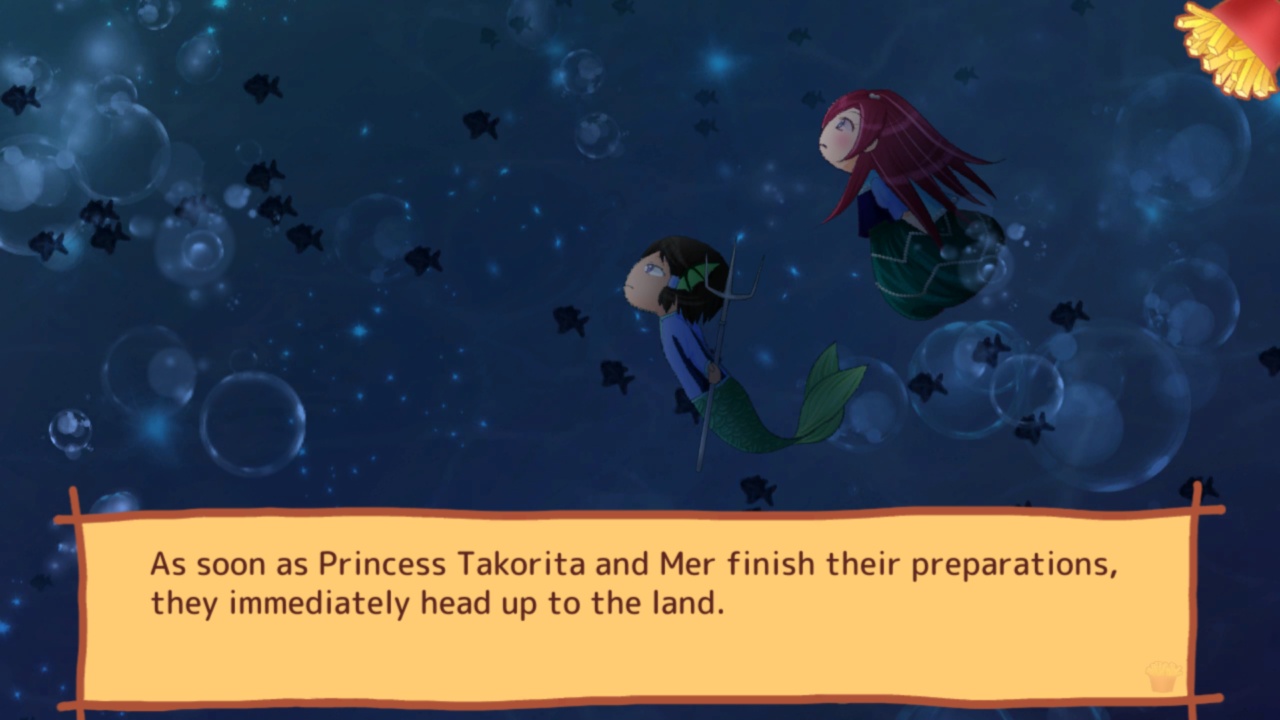 As soon as Princess Takorita and Mer finish their preparations,
they immediately head up to the land.